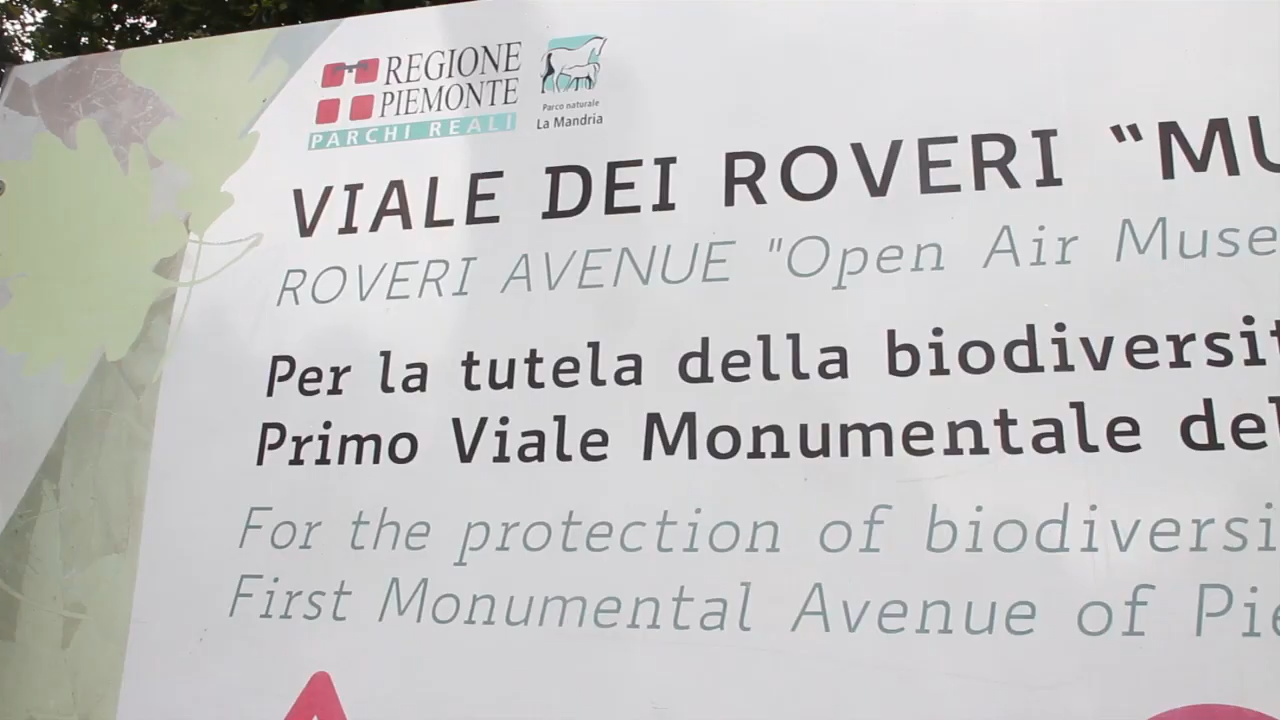 REGIONE
PIEMONTE
PARCHI REALI
Parco naturale
La Mandria
VIALE DEI ROVERI "MU
ROVERI AVENUE "Open Air Muse
Per la tutela della biodiversit
Primo Viale Monumentale del
For the protection of biodiversi
First Monumental Avenue of Pie